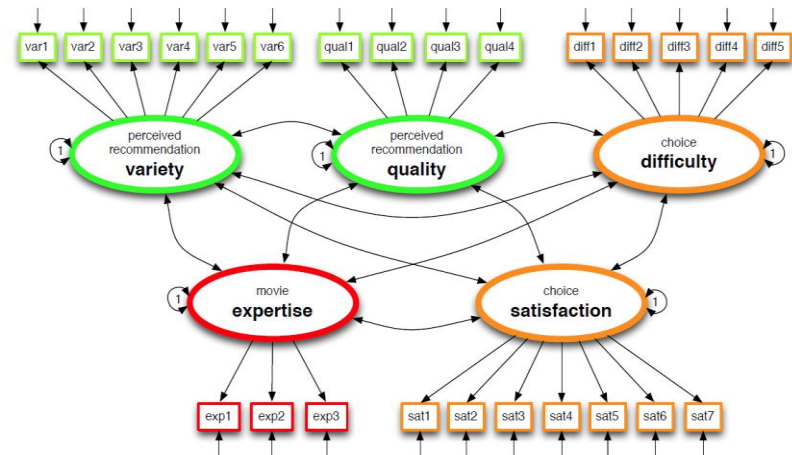 var1 var2 var3 var4 var5 var6 qual1 qual2 qual3 qual4 diff1 diff2 diff3 diff4 diff5
perceived
recommendation
variety
1
perceived
recommendation
quality
1
choice
difficulty
1
movie
expertise
1
choice
satisfaction
1
exp1 exp2 exp3 sat1 sat2 sat3 sat4 sat5 sat6 sat7